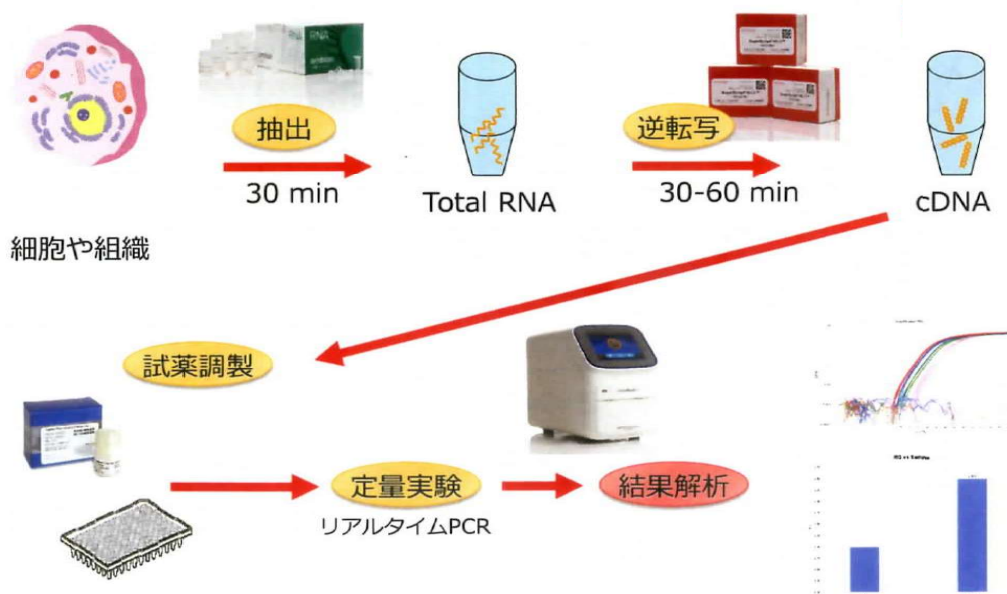 RNA
抽出
30 min
Total RNA
逆転写
30-60 min
cDNA
細胞や組織
試薬調製
定量実験
リアルタイムPCR
結果解析